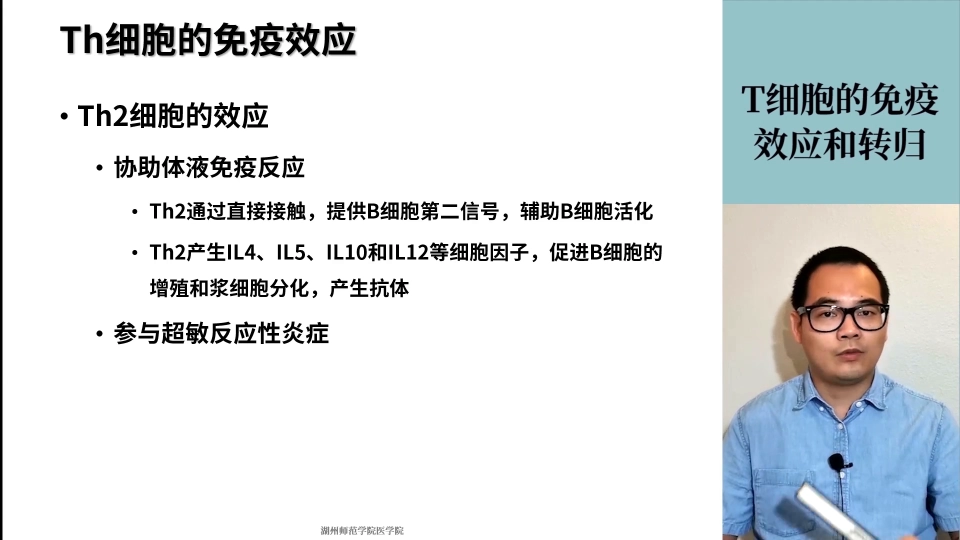 Th细胞的免疫效应
• Th2细胞的效应
• 协助体液免疫反应
• Th2通过直接接触，提供B细胞第二信号，辅助B细胞活化
• Th2产生IL4、IL5、IL10和IL12等细胞因子，促进B细胞的
增殖和浆细胞分化，产生抗体
• 参与超敏反应性炎症
湖州师范学院医学院
T细胞的免疫
效应和转归